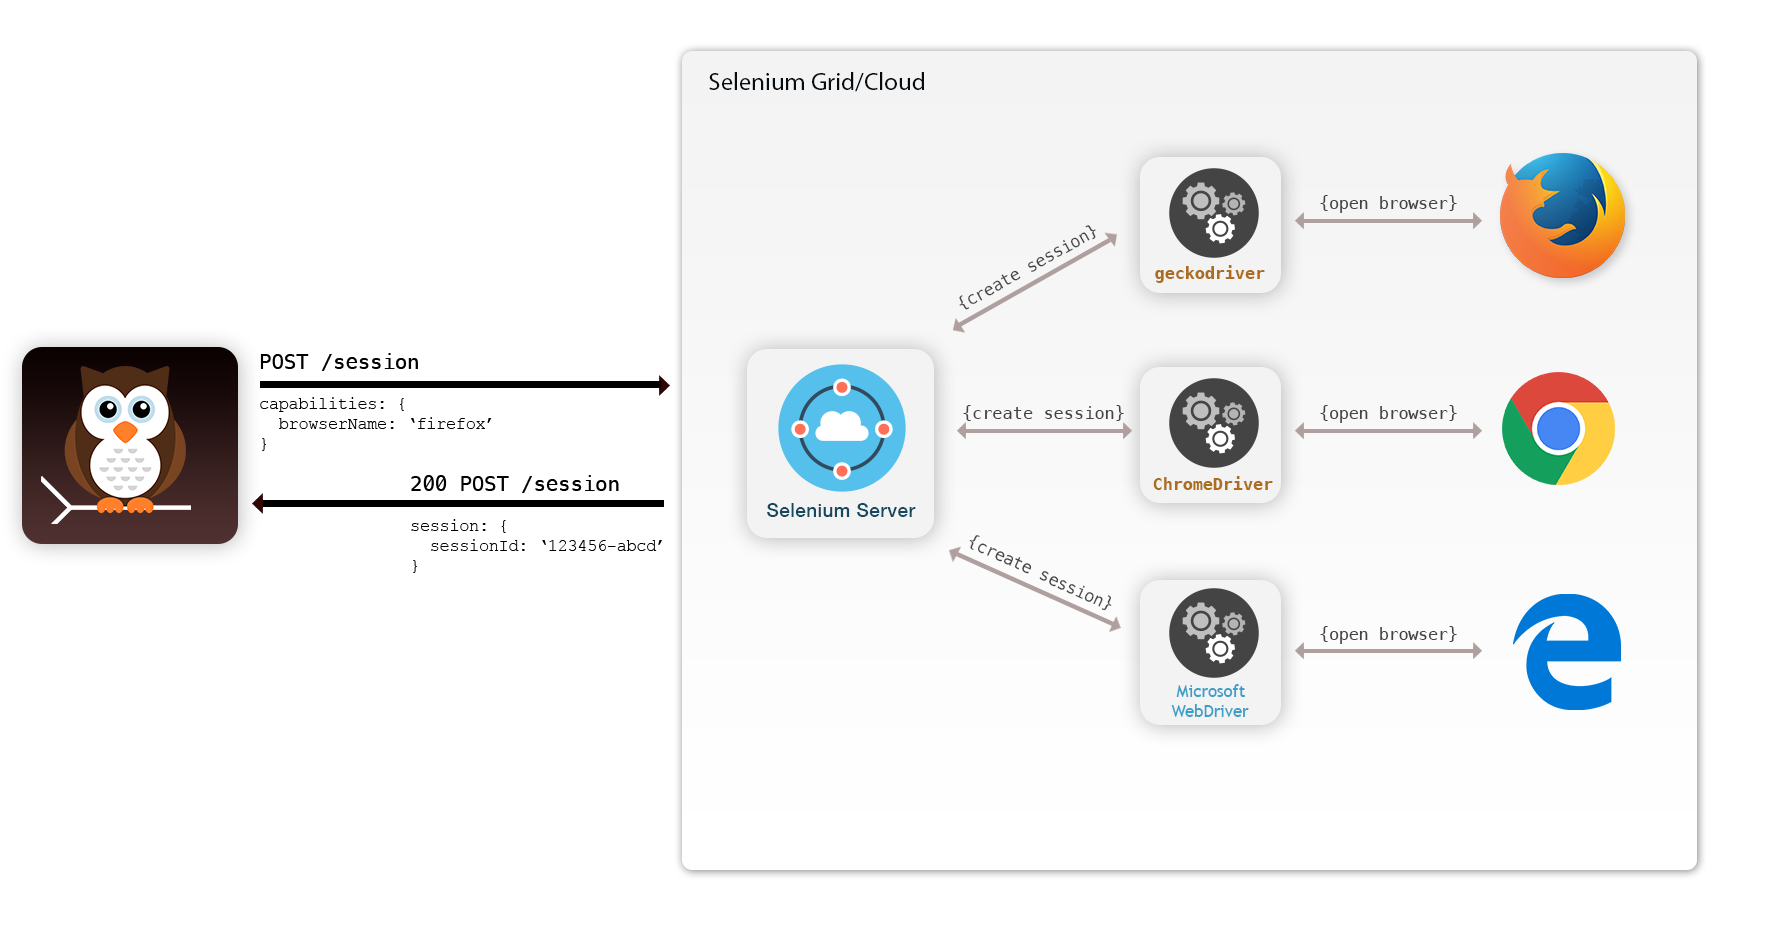 Selenium Grid/Cloud
POST /session
capabilities: {
browserName: ‘firefox’
}
200 POST /session
session: {
sessionId: ‘123456-abcd’
}
Selenium Server
{create session}
geckodriver
{open browser}
{create session}
ChromeDriver
{open browser}
{create session}
Microsoft
WebDriver
{open browser}